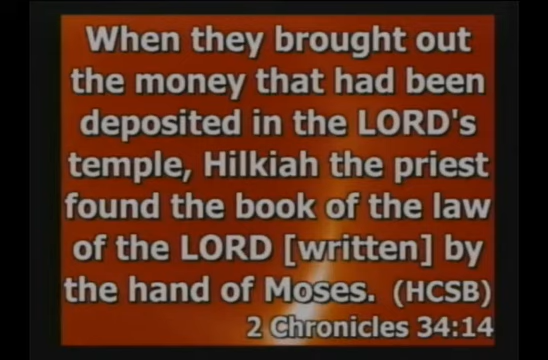 When they brought out
the money that had been
deposited in the LORD's
temple, Hilkiah the priest
found the book of the law
of the LORD [written] by
the hand of Moses. (HCSB)
2 Chronicles 34:14